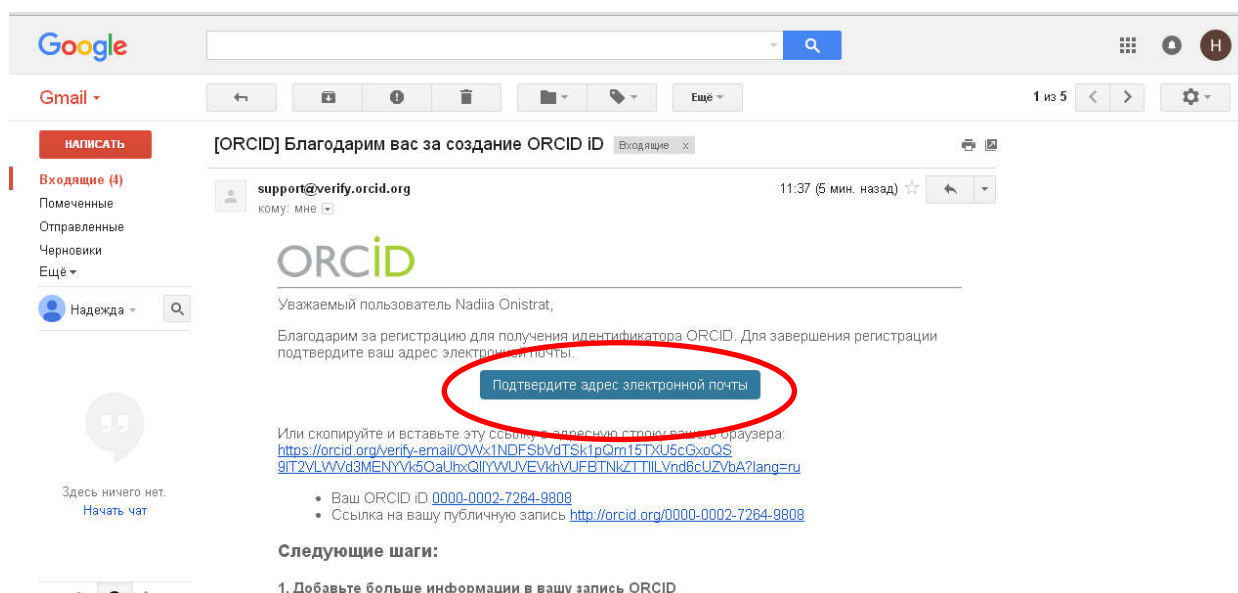 Google
H
Gmail
Ещё
1 из 5
НАПИСАТЬ
[ORCID] Благодарим вас за создание ORCID iD Входящие x
Входящие (4)
Помеченные
Отправленные
Черновики
Ещё
support@verify.orcid.org
11:37 (5 мин. назад)
кому: мне
Надежда
ORCID
Уважаемый пользователь Nadiia Onistrat,
Благодарим за регистрацию для получения идентификатора ORCID. Для завершения регистрации
подтвердите ваш адрес электронной почты.
Подтвердите адрес электронной почты
Или скопируйте и вставьте эту ссылку в адресную строку вашего браузера:
https://orcid.org/verify-email/OWx1NDFSbVdTSk1pQm15TXU5cGxoQS
9IT2VLWVd3MENYVk5OaUhxQllYWUVEVkhVUFBTNkZTTllLVnd6cUZVbA?lang=ru
Ваш ORCID iD 0000-0002-7264-9808
Ссылка на вашу публичную запись http://orcid.org/0000-0002-7264-9808
Здесь ничего нет.
Начать чат
Следующие шаги:
1. Добавьте больше информации в вашу запись ORCID